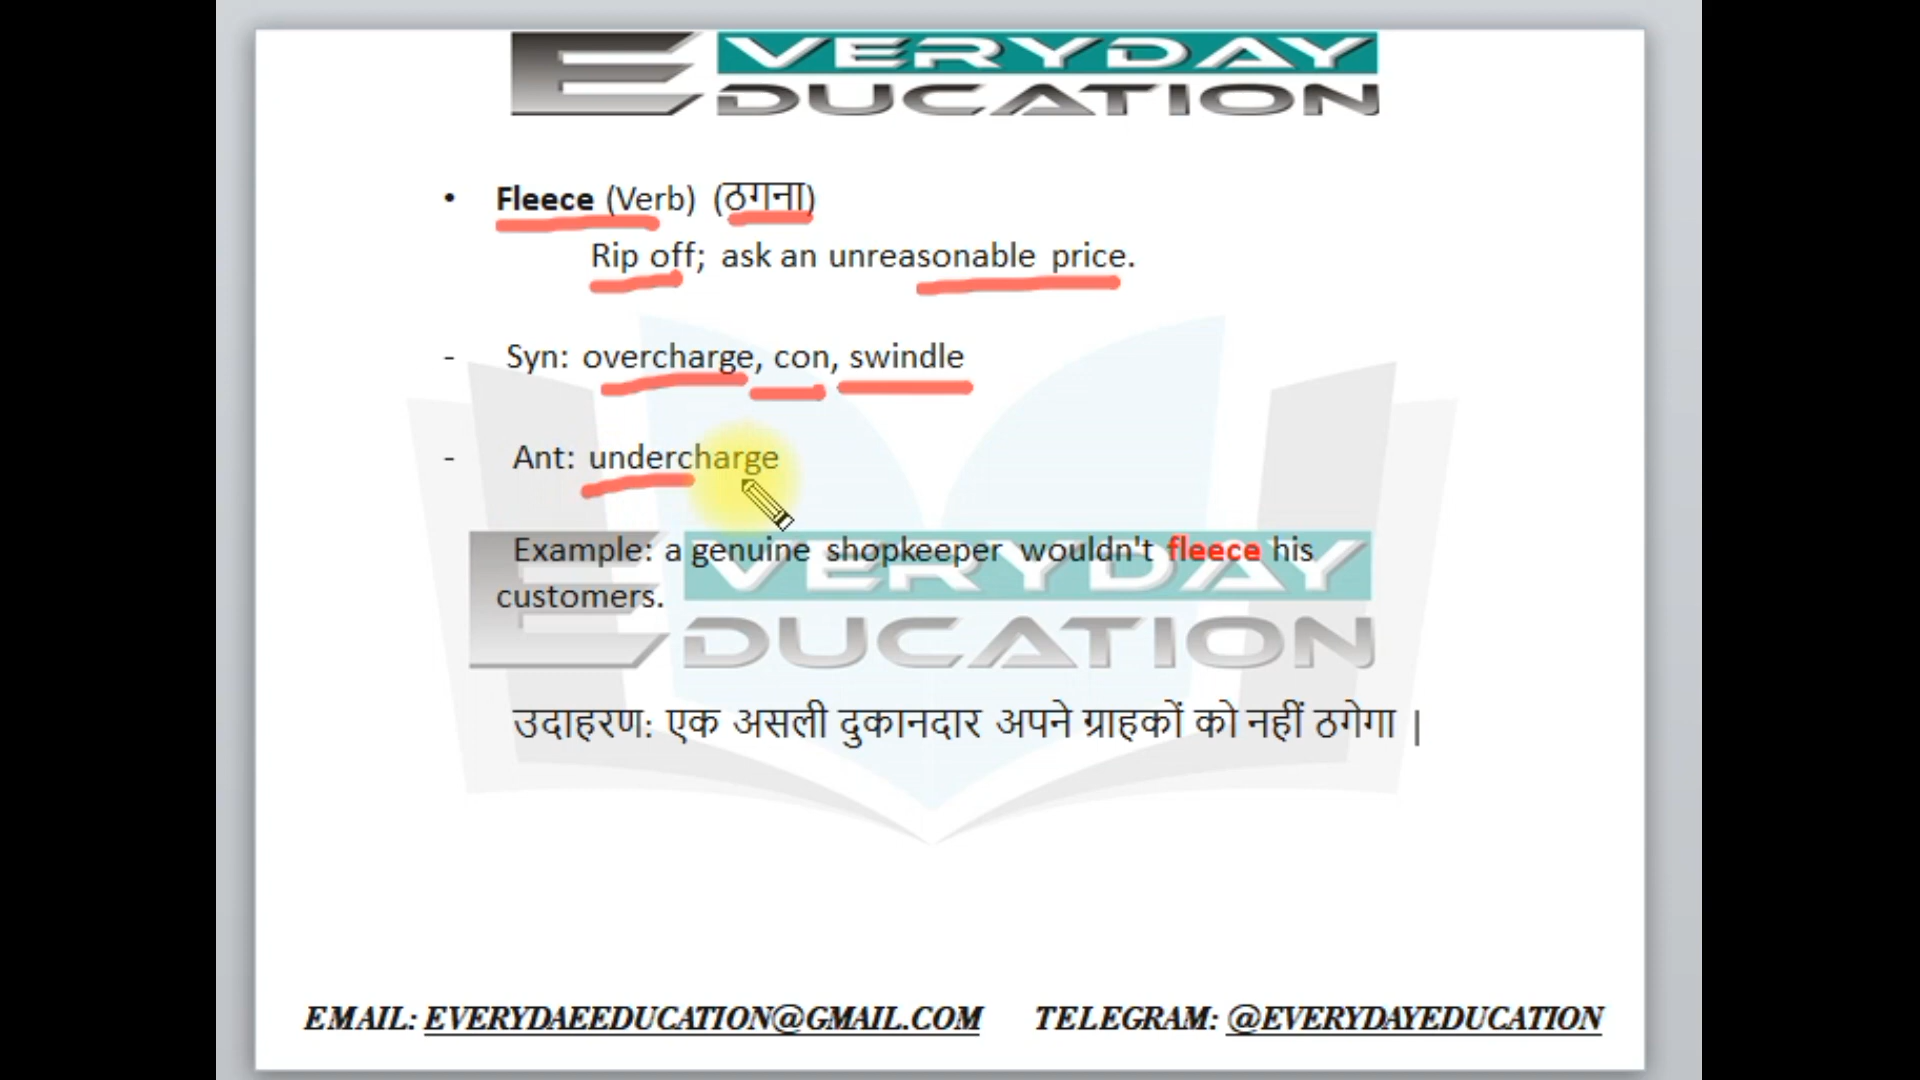 EVERYDAY
EDUCATION
• Fleece (Verb) (ठगना)
Rip off; ask an unreasonable price.
- Syn: overcharge, con, swindle
- Ant: undercharge
Example: a genuine shopkeeper wouldn't fleece his
customers.
EVERYDAY
EDUCATION
उदाहरण: एक असली दुकानदार अपने ग्राहकों को नहीं ठगेगा |
EMAIL: EVERYDAEEDUCATION@GMAIL.COM TELEGRAM: @EVERYDAYEDUCATION